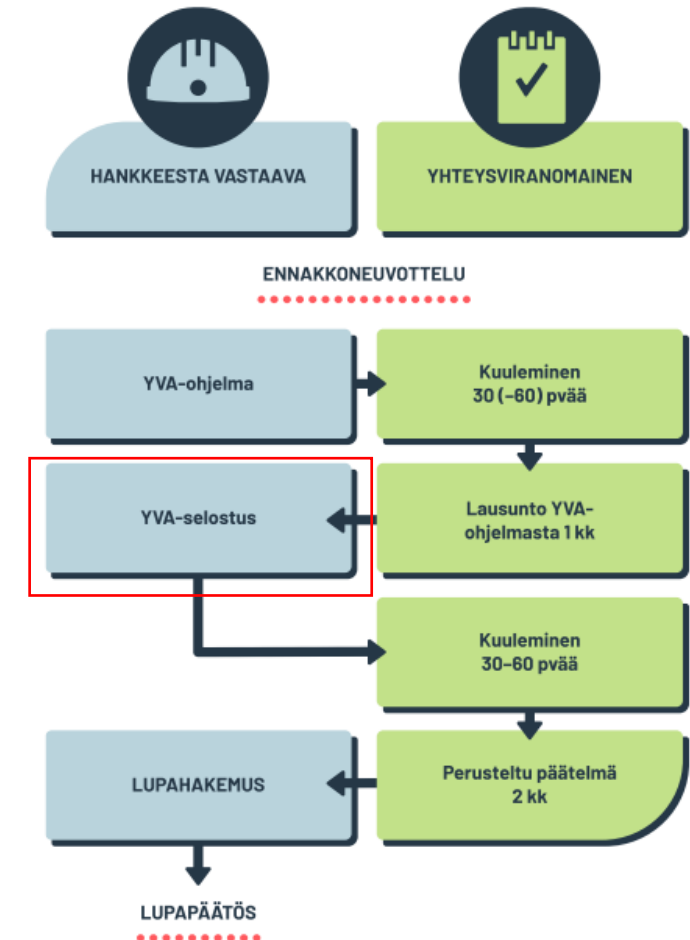 HANKKEESTA VASTAAVA
YHTEYSVIRANOMAINEN
ENNAKKONEUVOTTELU
YVA-ohjelma
Kuuleminen
30 (–60) pvää
Lausunto YVA-
ohjelmasta 1 kk
YVA-selostus
Kuuleminen
30–60 pvää
Perusteltu päätelmä
2 kk
LUPAHAKEMUS
LUPAPÄÄTÖS